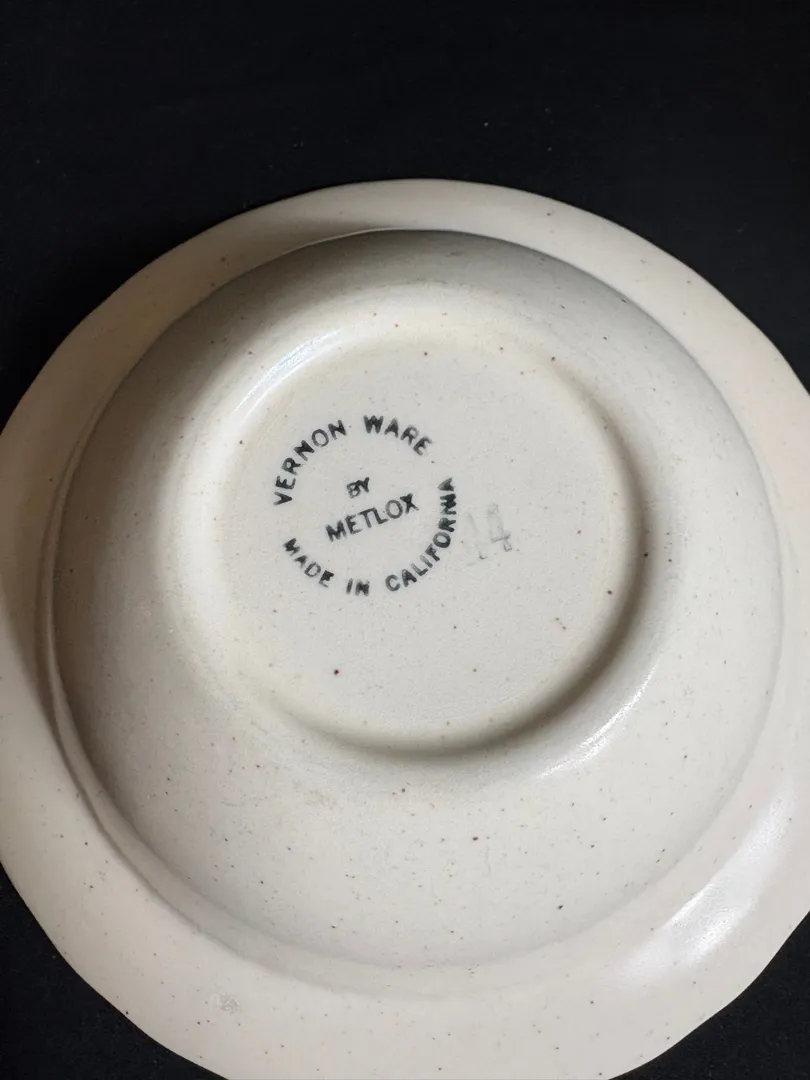 VERNON WARE
BY
METLOX
MADE IN CALIFORNIA
14